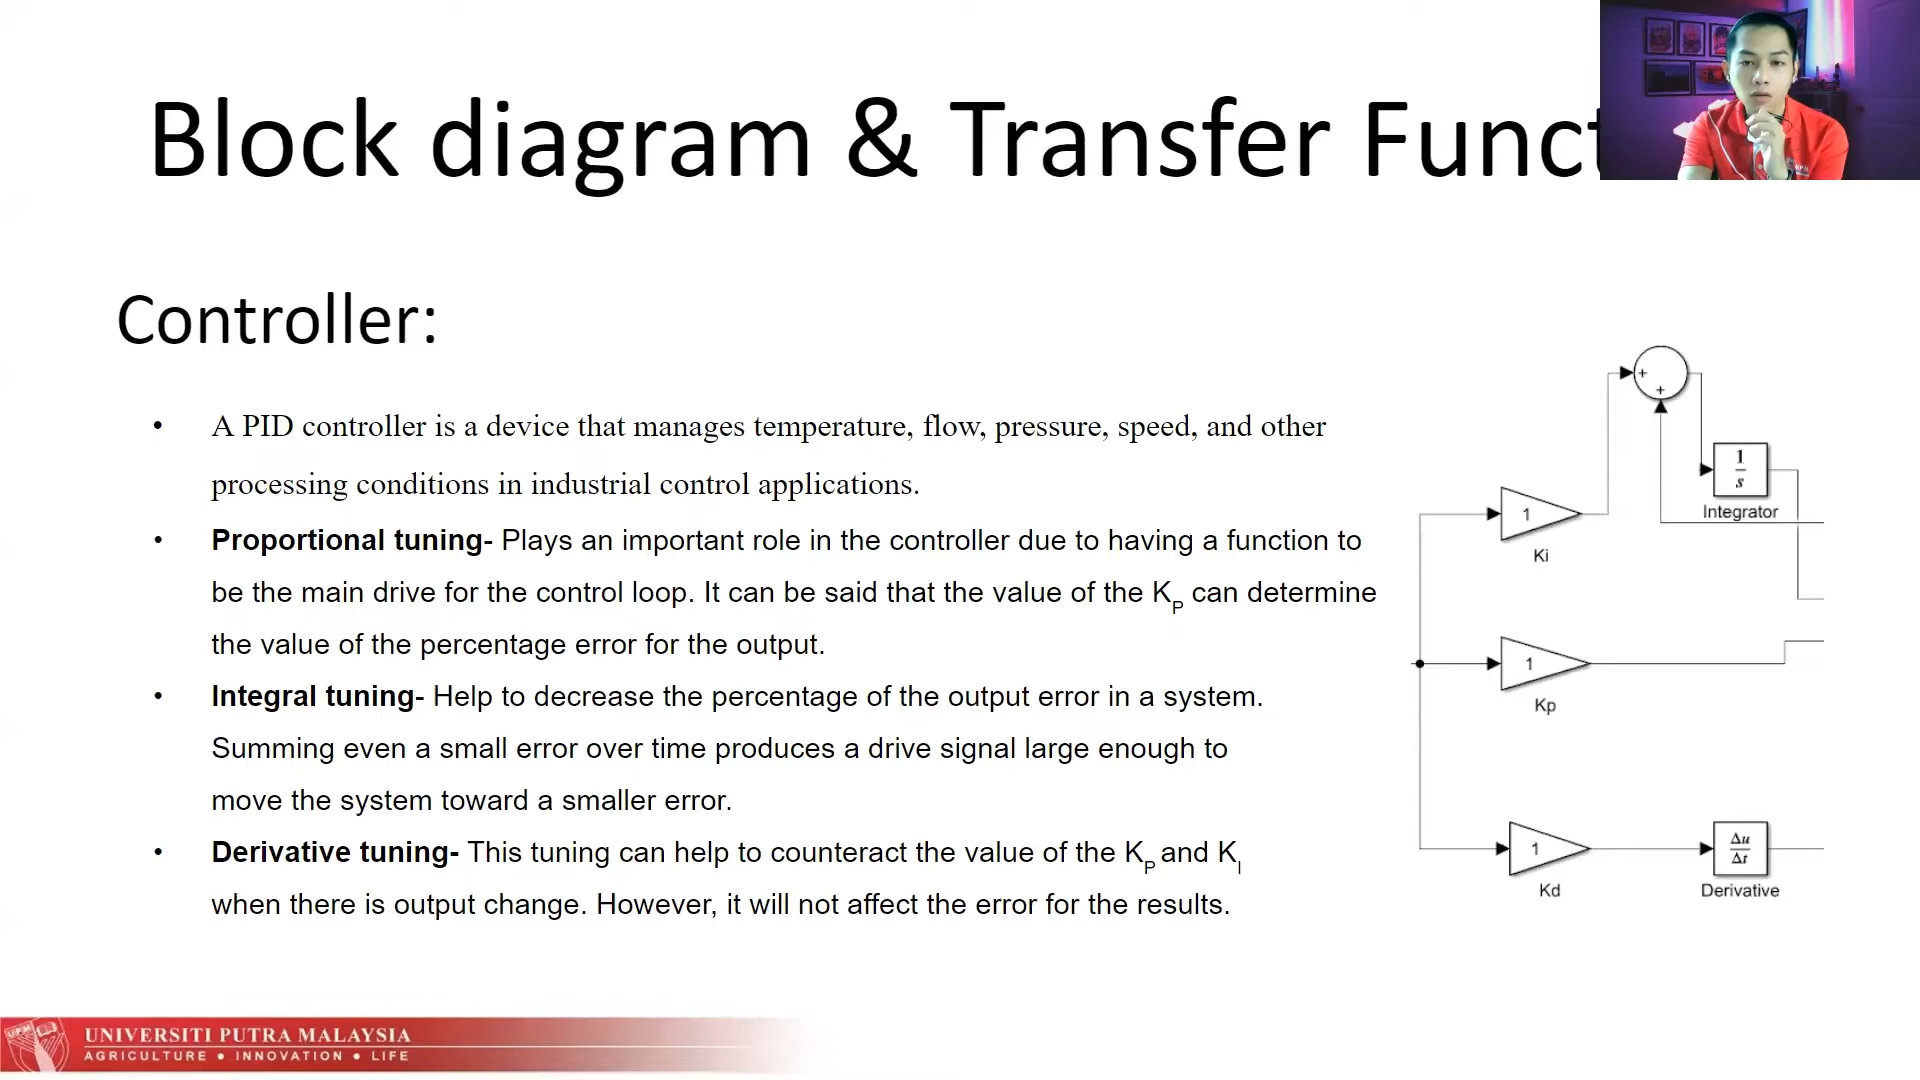 Block diagram & Transfer Funct
Controller:
• A PID controller is a device that manages temperature, flow, pressure, speed, and other
processing conditions in industrial control applications.
• Proportional tuning- Plays an important role in the controller due to having a function to
be the main drive for the control loop. It can be said that the value of the KP can determine
the value of the percentage error for the output.
• Integral tuning- Help to decrease the percentage of the output error in a system.
Summing even a small error over time produces a drive signal large enough to
move the system toward a smaller error.
• Derivative tuning- This tuning can help to counteract the value of the KP and KI
when there is output change. However, it will not affect the error for the results.
+
+
1
s
Integrator
1
Ki
1
Kp
1
Kd
Δu
Δt
Derivative
UPM
UNIVERSITI PUTRA MALAYSIA
AGRICULTURE • INNOVATION • LIFE